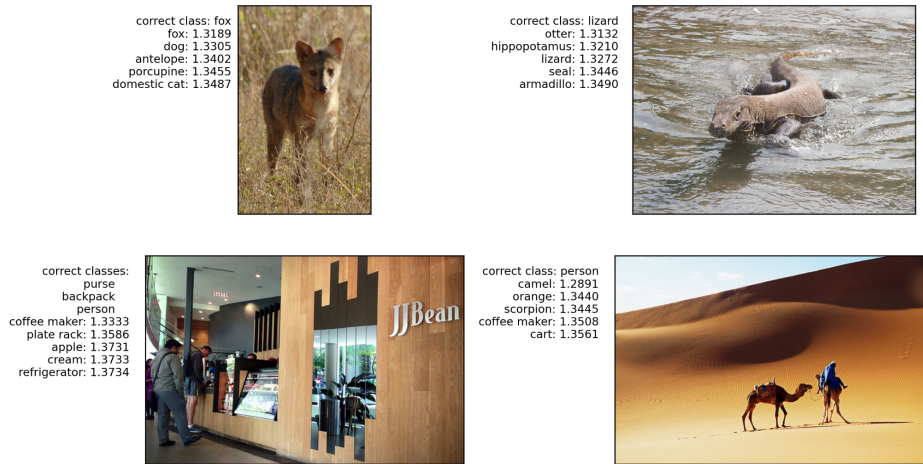 correct class: fox
fox: 1.3189
dog: 1.3305
antelope: 1.3402
porcupine: 1.3455
domestic cat: 1.3487
correct class: lizard
otter: 1.3132
hippopotamus: 1.3210
lizard: 1.3272
seal: 1.3446
armadillo: 1.3490
correct classes:
purse
backpack
person
coffee maker: 1.3333
plate rack: 1.3586
apple: 1.3731
cream: 1.3733
refrigerator: 1.3734
JJBean
correct class: person
camel: 1.2891
orange: 1.3440
scorpion: 1.3445
coffee maker: 1.3508
cart: 1.3561